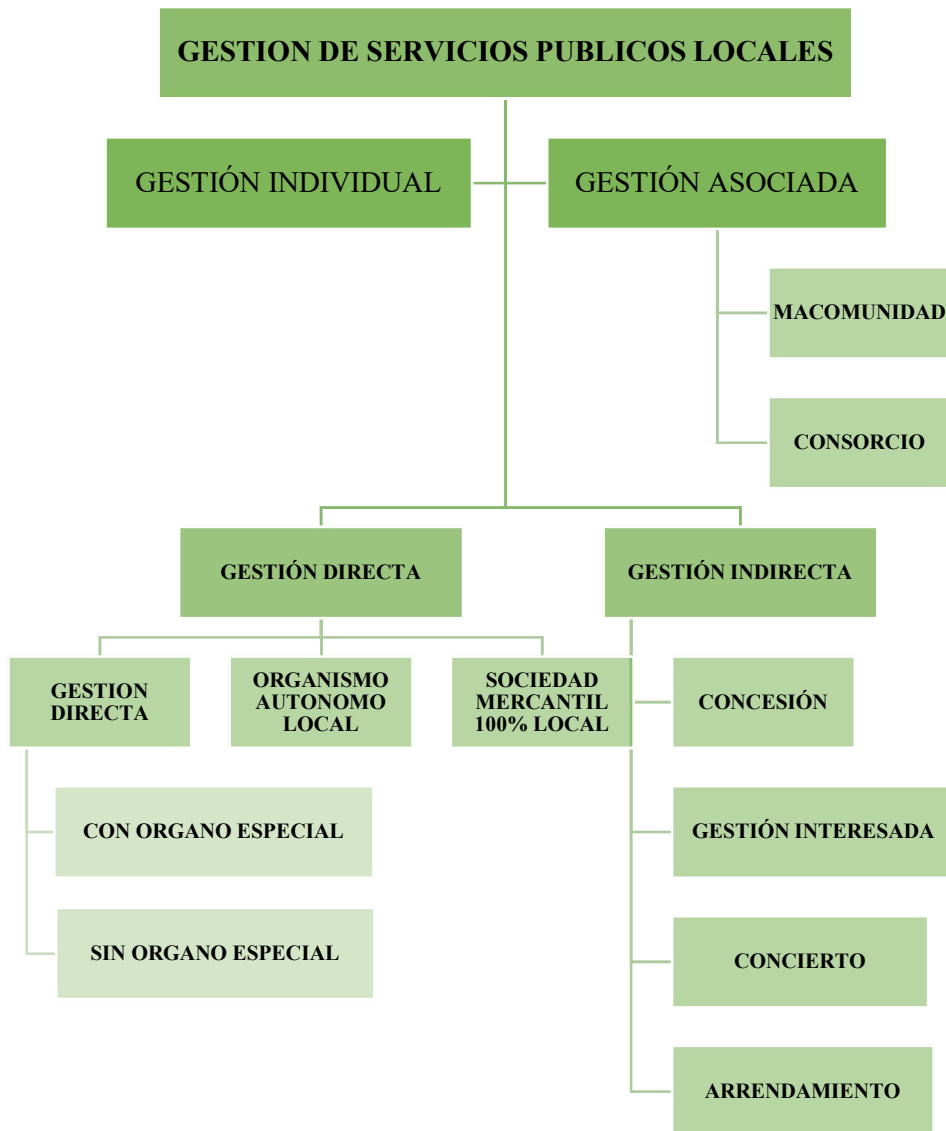 GESTION DE SERVICIOS PUBLICOS LOCALES
GESTIÓN INDIVIDUAL
GESTIÓN ASOCIADA
MACOMUNIDAD
CONSORCIO
GESTIÓN DIRECTA
GESTIÓN INDIRECTA
GESTION
DIRECTA
ORGANISMO
AUTONOMO
LOCAL
SOCIEDAD
MERCANTIL
100% LOCAL
CONCESIÓN
CON ORGANO ESPECIAL
GESTIÓN INTERESADA
SIN ORGANO ESPECIAL
CONCIERTO
ARRENDAMIENTO